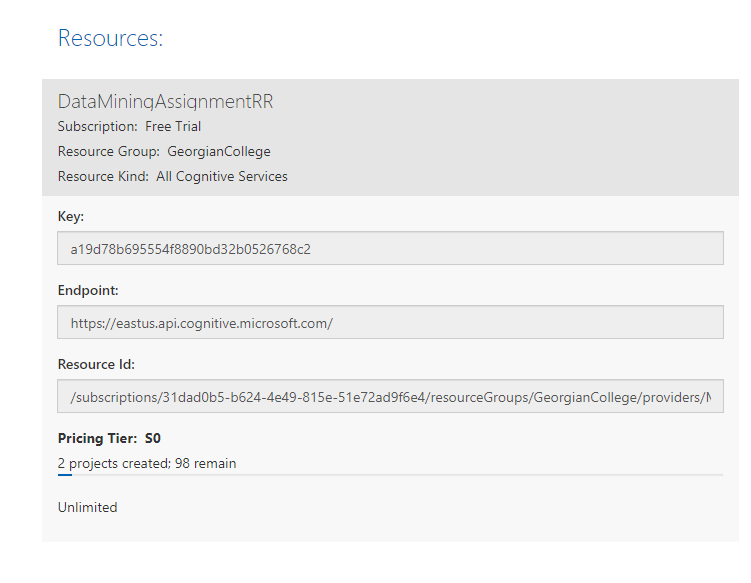 Resources:
DataMiningAssignmentRR
Subscription: Free Trial
Resource Group: GeorgianCollege
Resource Kind: All Cognitive Services
Key:
a19d78b695554f8890bd32b0526768c2
Endpoint:
https://eastus.api.cognitive.microsoft.com/
Resource Id:
/subscriptions/31dad0b5-b624-4e49-815e-51e72ad9f6e4/resourceGroups/GeorgianCollege/providers/M
Pricing Tier: S0
2 projects created; 98 remain
Unlimited